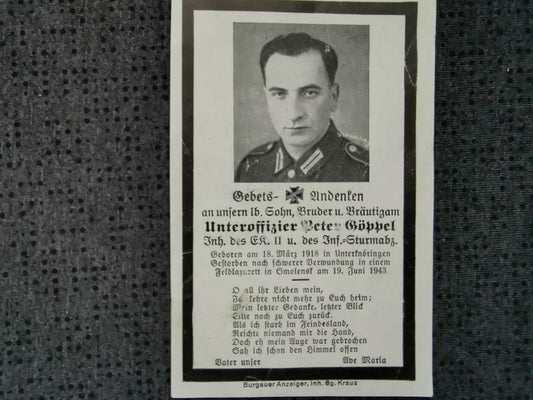 Gebets- Andenken
an unsern lb. Sohn, Bruder u. Bräutigam
Unteroffizier Peter Göppel
Inh. des EK. II u. des Inf.-Sturmabz.
Geboren am 18. März 1918 in Unterknöringen
Gestorben nach schwerer Verwundung in einem
Feldlazarett in Smolensk am 19. Juni 1943
O all ihr Lieben mein,
Ich kehre nicht mehr zu Euch heim;
Mein letzter Gedanke, letzter Blick
Eilte noch zu Euch zurück.
Als ich starb im Feindesland,
Reichte niemand mir die Hand,
Doch eh mein Auge war gebrochen
Sah ich schon den Himmel offen
Vater unser Ave Maria
Burgauer Anzeiger, Inh. Gg. Kraus